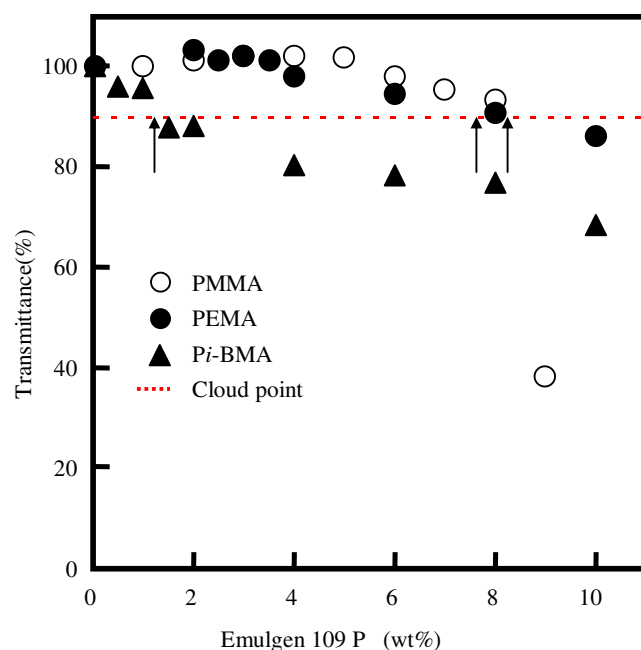 Transmittance(%)
100
80
60
40
20
0
PMMA
PEMA
Pi-BMA
Cloud point
0 2 4 6 8 10
Emulgen 109 P (wt%)